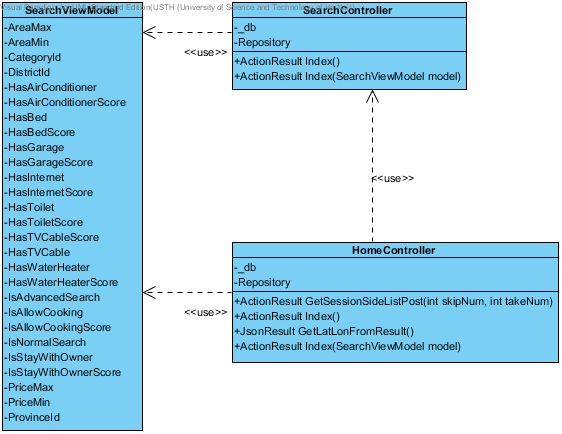 SearchViewModel
-AreaMax
-AreaMin
-CategoryId
-DistrictId
-HasAirConditioner
-HasAirConditionerScore
-HasBed
-HasBedScore
-HasGarage
-HasGarageScore
-HasInternet
-HasInternetScore
-HasToilet
-HasToiletScore
-HasTVCableScore
-HasTVCable
-HasWaterHeater
-HasWaterHeaterScore
-IsAdvancedSearch
-IsAllowCooking
-IsAllowCookingScore
-IsNormalSearch
-IsStayWithOwner
-IsStayWithOwnerScore
-PriceMax
-PriceMin
-ProvinceId
<<use>>
SearchController
-_db
-Repository
+ActionResult Index()
+ActionResult Index(SearchViewModel model)
<<use>>
<<use>>
HomeController
-_db
-Repository
+ActionResult GetSessionSideListPost(int skipNum, int takeNum)
+ActionResult Index()
+JsonResult GetLatLonFromResult()
+ActionResult Index(SearchViewModel model)